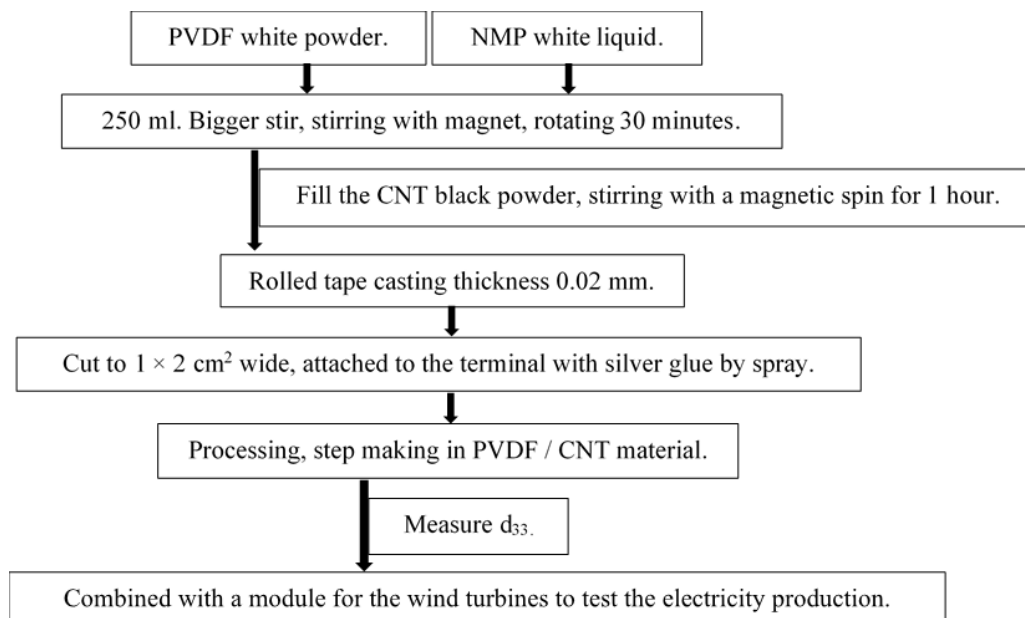 PVDF white powder.
NMP white liquid.
250 ml. Bigger stir, stirring with magnet, rotating 30 minutes.
Fill the CNT black powder, stirring with a magnetic spin for 1 hour.
Rolled tape casting thickness 0.02 mm.
Cut to 1 × 2 cm² wide, attached to the terminal with silver glue by spray.
Processing, step making in PVDF / CNT material.
Measure d₃₃.
Combined with a module for the wind turbines to test the electricity production.